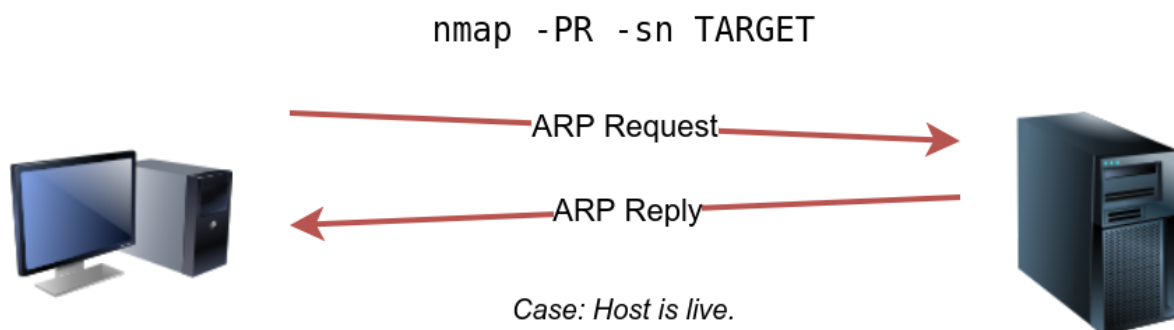 nmap -PR -sn TARGET
ARP Request
ARP Reply
Case: Host is live.